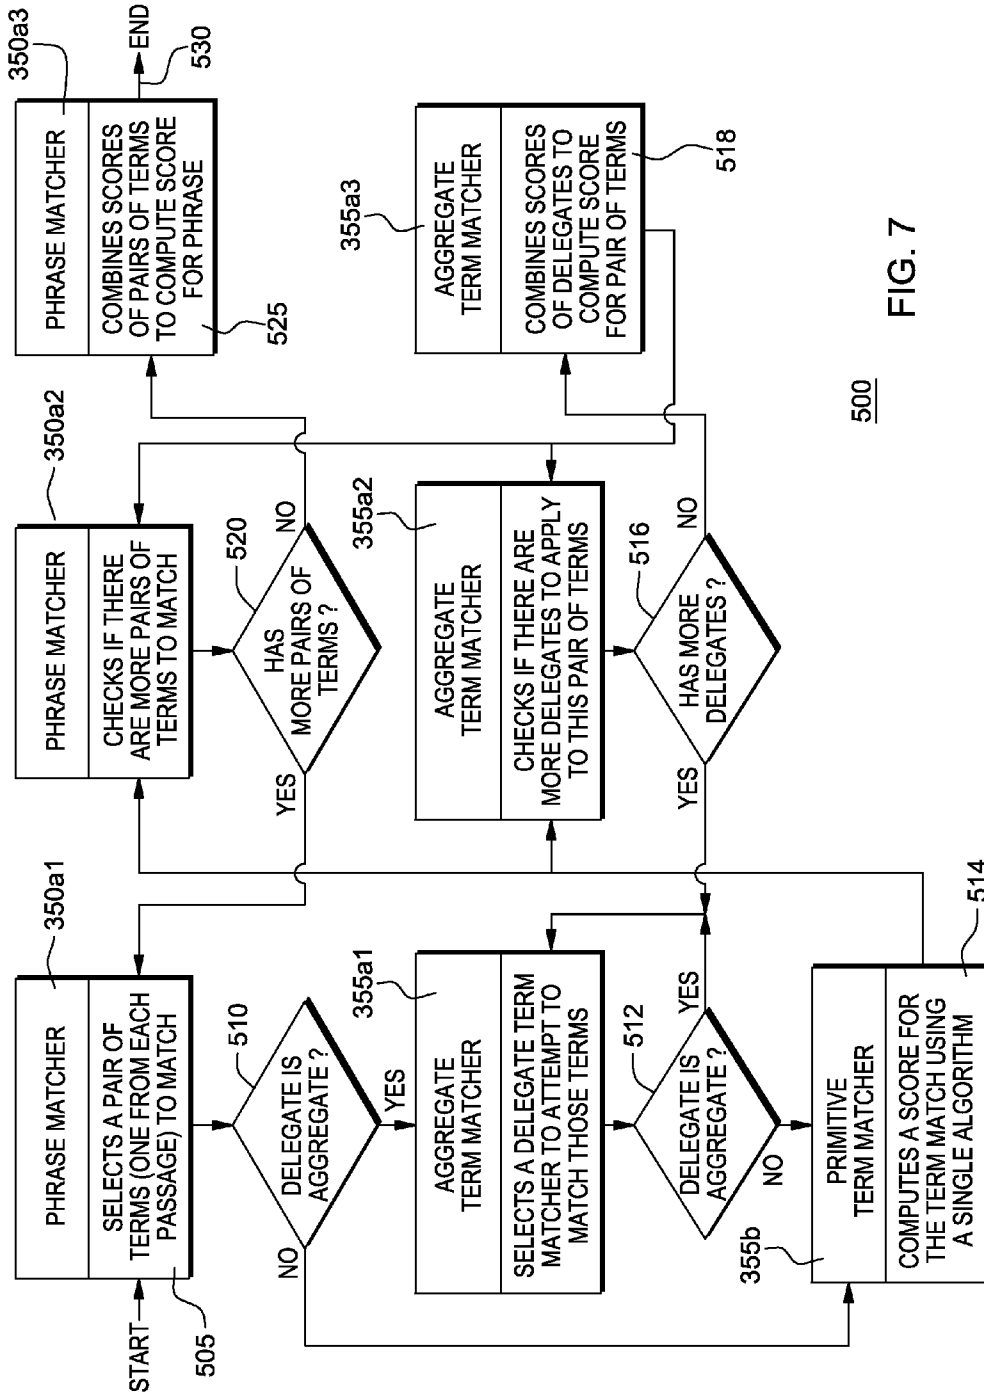 START
505
PHRASE MATCHER
SELECTS A PAIR OF
TERMS (ONE FROM EACH
PASSAGE) TO MATCH
350a1
PHRASE MATCHER
CHECKS IF THERE
ARE MORE PAIRS OF
TERMS TO MATCH
350a2
PHRASE MATCHER
COMBINES SCORES
OF PAIRS OF TERMS
TO COMPUTE SCORE
FOR PHRASE
350a3
525
END
530
DELEGATE IS
AGGREGATE ?
510
NO
YES
HAS
MORE PAIRS OF
TERMS ?
520
YES
NO
AGGREGATE
TERM MATCHER
SELECTS A DELEGATE TERM
MATCHER TO ATTEMPT TO
MATCH THOSE TERMS
355a1
AGGREGATE
TERM MATCHER
CHECKS IF THERE ARE
MORE DELEGATES TO APPLY
TO THIS PAIR OF TERMS
355a2
AGGREGATE
TERM MATCHER
COMBINES SCORES
OF DELEGATES TO
COMPUTE SCORE
FOR PAIR OF TERMS
355a3
518
DELEGATE IS
AGGREGATE ?
512
YES
NO
HAS MORE
DELEGATES ?
516
YES
NO
PRIMITIVE
TERM MATCHER
COMPUTES A SCORE FOR
THE TERM MATCH USING
A SINGLE ALGORITHM
355b
514
500
FIG. 7